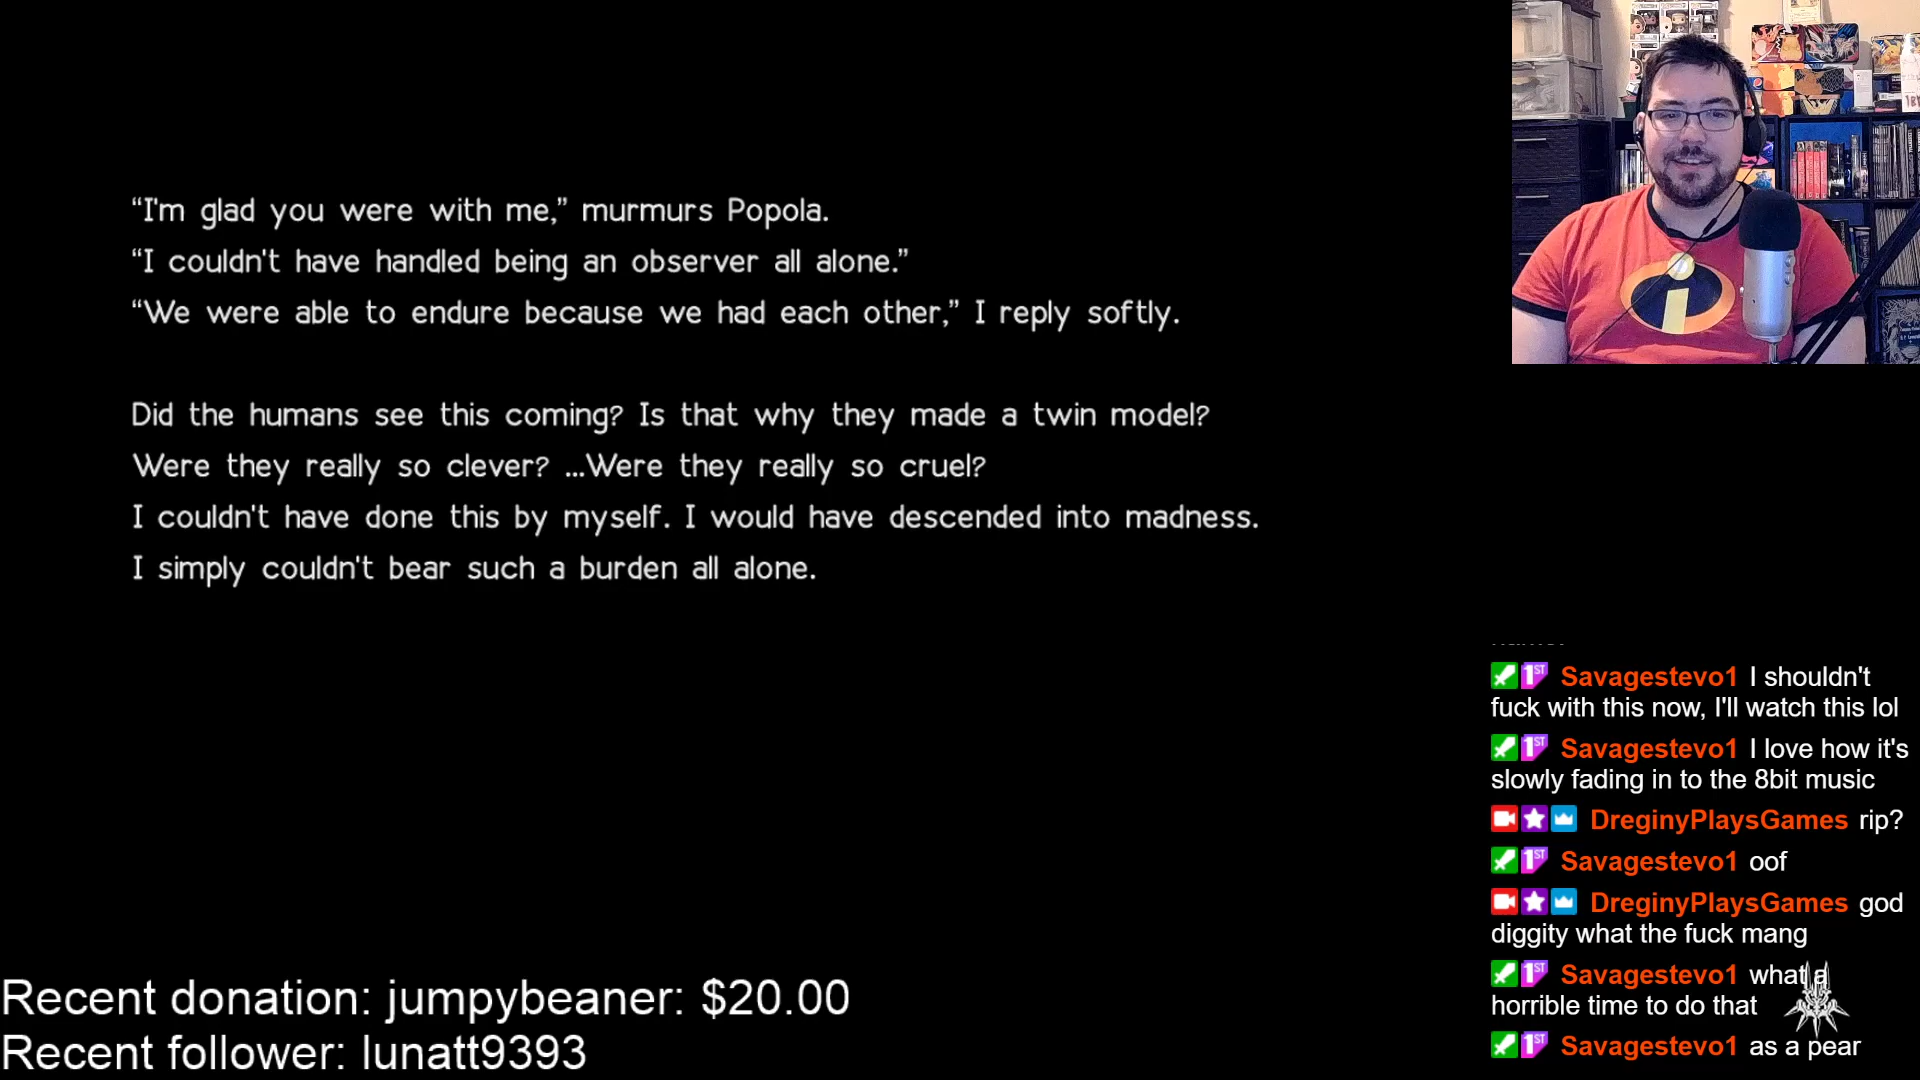 “I'm glad you were with me,” murmurs Popola.
“I couldn't have handled being an observer all alone.”
“We were able to endure because we had each other,” I reply softly.
Did the humans see this coming? Is that why they made a twin model?
Were they really so clever? ...Were they really so cruel?
I couldn't have done this by myself. I would have descended into madness.
I simply couldn't bear such a burden all alone.
1ST Savagestevo1 I shouldn't
fuck with this now, I'll watch this lol
1ST Savagestevo1 I love how it's
slowly fading in to the 8bit music
DreginyPlaysGames rip?
1ST Savagestevo1 oof
DreginyPlaysGames god
diggity what the fuck mang
1ST Savagestevo1 what a
horrible time to do that
1ST Savagestevo1 as a pear
Recent donation: jumpybeaner: $20.00
Recent follower: lunatt9393